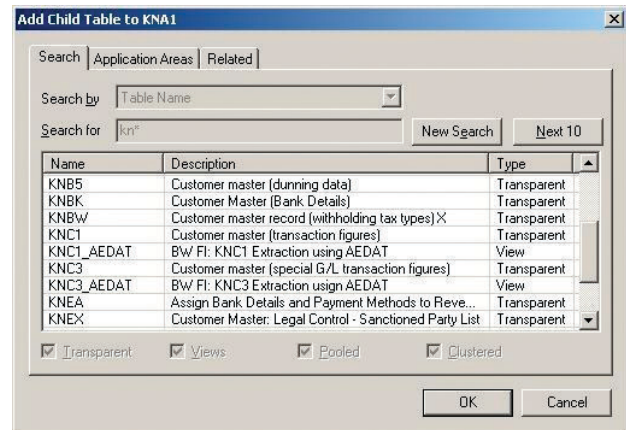 Add Child Table to KNA1
Search Application Areas Related
Search by Table Name
Search for kn* New Search Next 10
Name Description Type
KNB5 Customer master (dunning data) Transparent
KNBK Customer Master (Bank Details) Transparent
KNBW Customer master record (withholding tax types) X Transparent
KNC1 Customer master (transaction figures) Transparent
KNC1_AEDAT BW FI: KNC1 Extraction using AEDAT View
KNC3 Customer master (special G/L transaction figures) Transparent
KNC3_AEDAT BW FI: KNC3 Extraction usign AEDAT View
KNEA Assign Bank Details and Payment Methods to Reve... Transparent
KNEX Customer Master: Legal Control - Sanctioned Party List Transparent
Transparent Views Pooled Clustered
OK Cancel